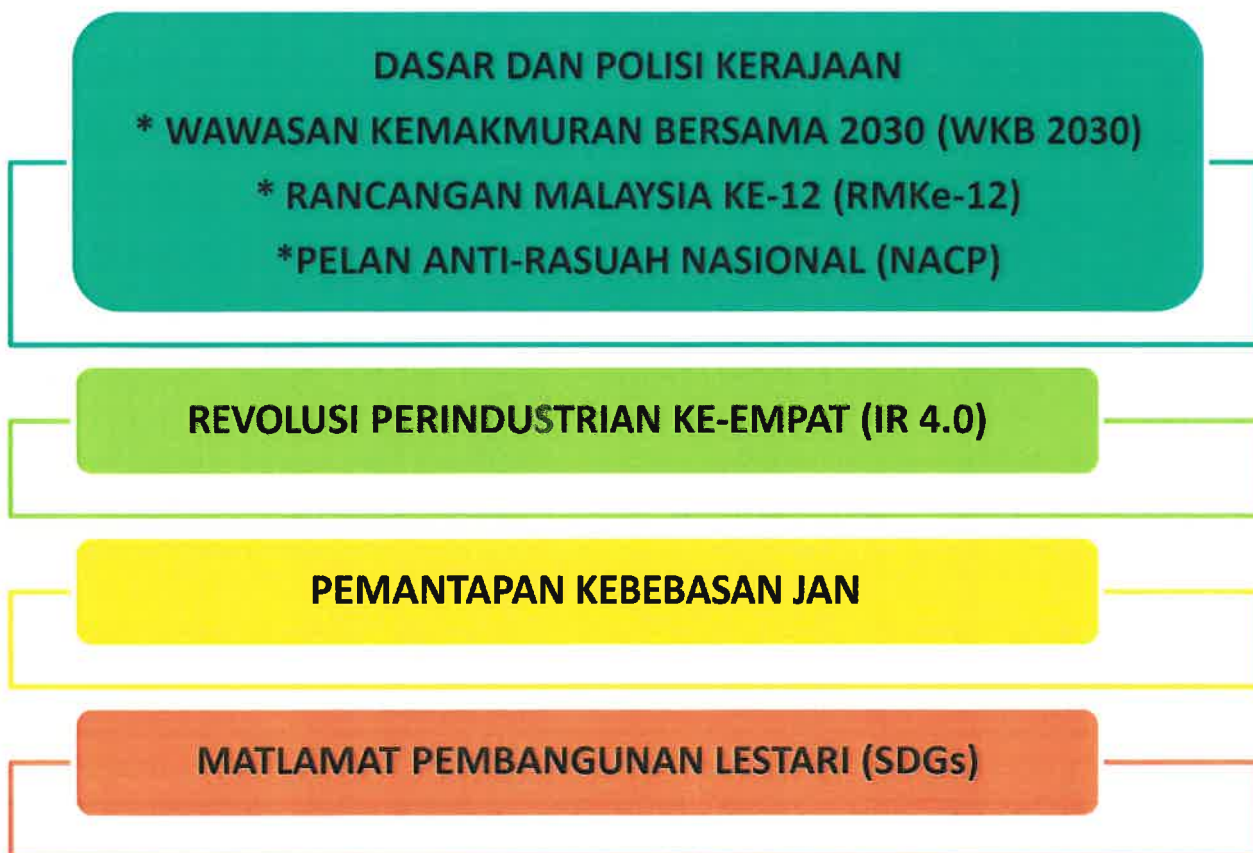 DASAR DAN POLISI KERAJAAN
* WAWASAN KEMAKMURAN BERSAMA 2030 (WKB 2030)
* RANCANGAN MALAYSIA KE-12 (RMKe-12)
*PELAN ANTI-RASUAH NASIONAL (NACP)
REVOLUSI PERINDUSTRIAN KE-EMPAT (IR 4.0)
PEMANTAPAN KEBEBASAN JAN
MATLAMAT PEMBANGUNAN LESTARI (SDGs)